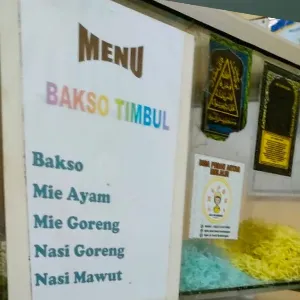 MENU
BAKSO TIMBUL
Bakso
Mie Ayam
Mie Goreng
Nasi Goreng
Nasi Mawut